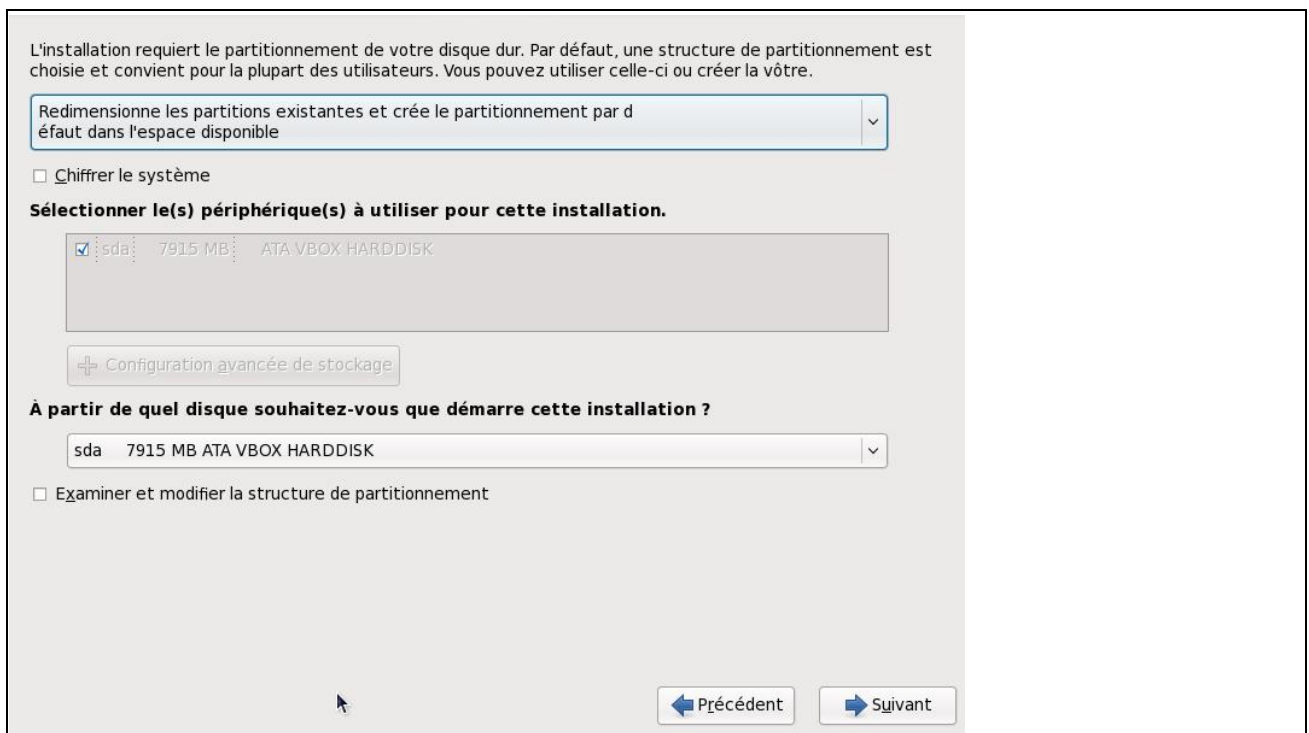 L'installation requiert le partitionnement de votre disque dur. Par défaut, une structure de partitionnement est
choisie et convient pour la plupart des utilisateurs. Vous pouvez utiliser celle-ci ou créer la vôtre.
Redimensionne les partitions existantes et crée le partitionnement par d
éfaut dans l'espace disponible
Chiffrer le système
Sélectionner le(s) périphérique(s) à utiliser pour cette installation.
sda 7915 MB ATA VBOX HARDDISK
Configuration avancée de stockage
À partir de quel disque souhaitez-vous que démarre cette installation ?
sda 7915 MB ATA VBOX HARDDISK
Examiner et modifier la structure de partitionnement
Précédent Suivant